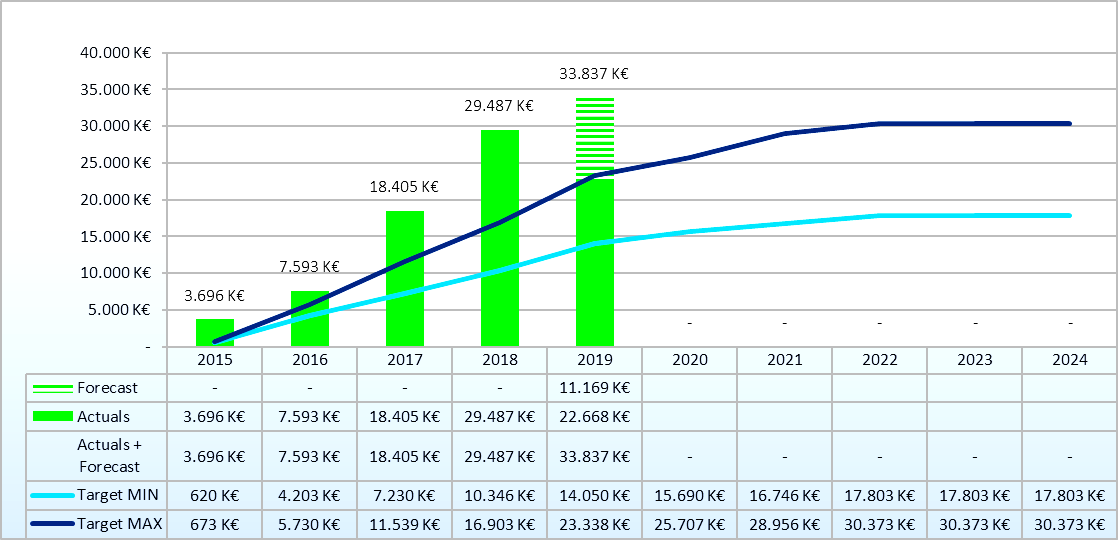 40.000 K€
35.000 K€
30.000 K€
25.000 K€
20.000 K€
15.000 K€
10.000 K€
5.000 K€
-
3.696 K€
7.593 K€
18.405 K€
29.487 K€
33.837 K€
- - - - -
2015 2016 2017 2018 2019 2020 2021 2022 2023 2024
Forecast - - - - 11.169 K€
Actuals 3.696 K€ 7.593 K€ 18.405 K€ 29.487 K€ 22.668 K€
Actuals +
Forecast 3.696 K€ 7.593 K€ 18.405 K€ 29.487 K€ 33.837 K€ - - - - -
Target MIN 620 K€ 4.203 K€ 7.230 K€ 10.346 K€ 14.050 K€ 15.690 K€ 16.746 K€ 17.803 K€ 17.803 K€ 17.803 K€
Target MAX 673 K€ 5.730 K€ 11.539 K€ 16.903 K€ 23.338 K€ 25.707 K€ 28.956 K€ 30.373 K€ 30.373 K€ 30.373 K€